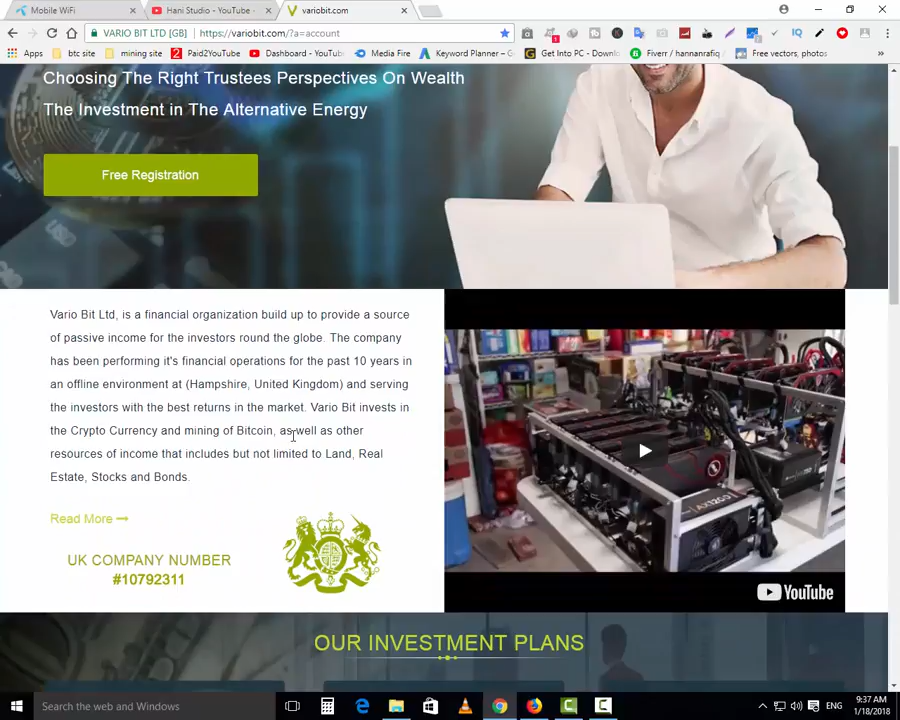 Mobile WiFi
Hani Studio - YouTube -
variobit.com
VARIO BIT LTD [GB] | https://variobit.com/?a=account
Apps
btc site
mining site
Paid2YouTube
Dashboard - YouTub
Media Fire
Keyword Planner – G
Get Into PC - Downlo
Fiverr / hannanrafiq
Free vectors, photos
Choosing The Right Trustees Perspectives On Wealth
The Investment in The Alternative Energy
Free Registration
Vario Bit Ltd, is a financial organization build up to provide a source
of passive income for the investors round the globe. The company
has been performing it's financial operations for the past 10 years in
an offline environment at (Hampshire, United Kingdom) and serving
the investors with the best returns in the market. Vario Bit invests in
the Crypto Currency and mining of Bitcoin, as well as other
resources of income that includes but not limited to Land, Real
Estate, Stocks and Bonds.
Read More
UK COMPANY NUMBER
#10792311
AX1200
YouTube
OUR INVESTMENT PLANS
Search the web and Windows
ENG
9:37 AM
1/18/2018